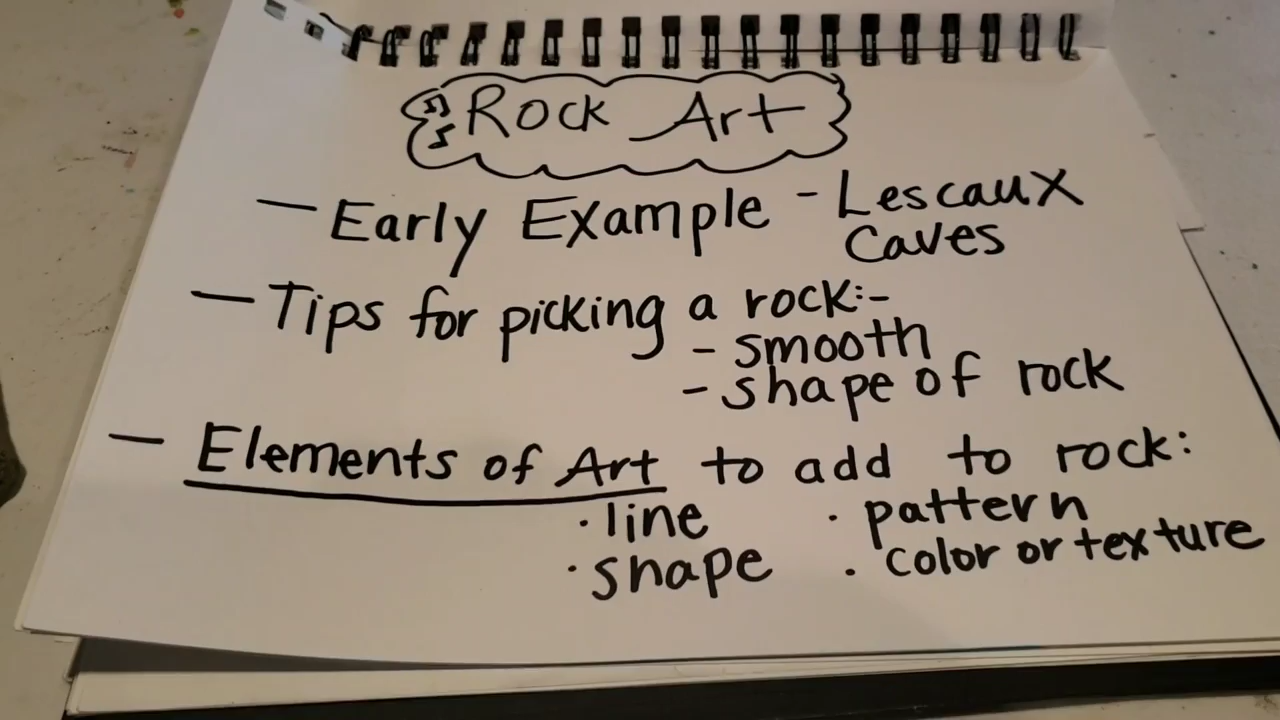 Rock Art
- Early Example - Lescaux
Caves
- Tips for picking a rock:-
- smooth
- shape of rock
- Elements of Art to add to rock:
· line · pattern
· shape · color or texture